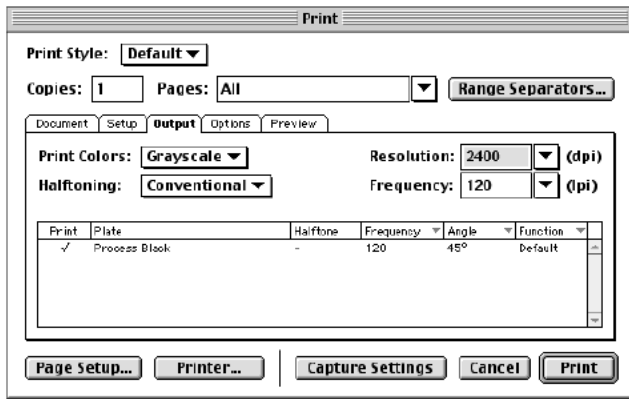 Print
Print Style: Default
Copies: 1 Pages: All Range Separators...
Document Setup Output Options Preview
Print Colors: Grayscale Resolution: 2400 (dpi)
Halftoning: Conventional Frequency: 120 (lpi)
Print Plate Halftone Frequency Angle Function
✓ Process Black - 120 45° Default
Page Setup... Printer... Capture Settings Cancel Print